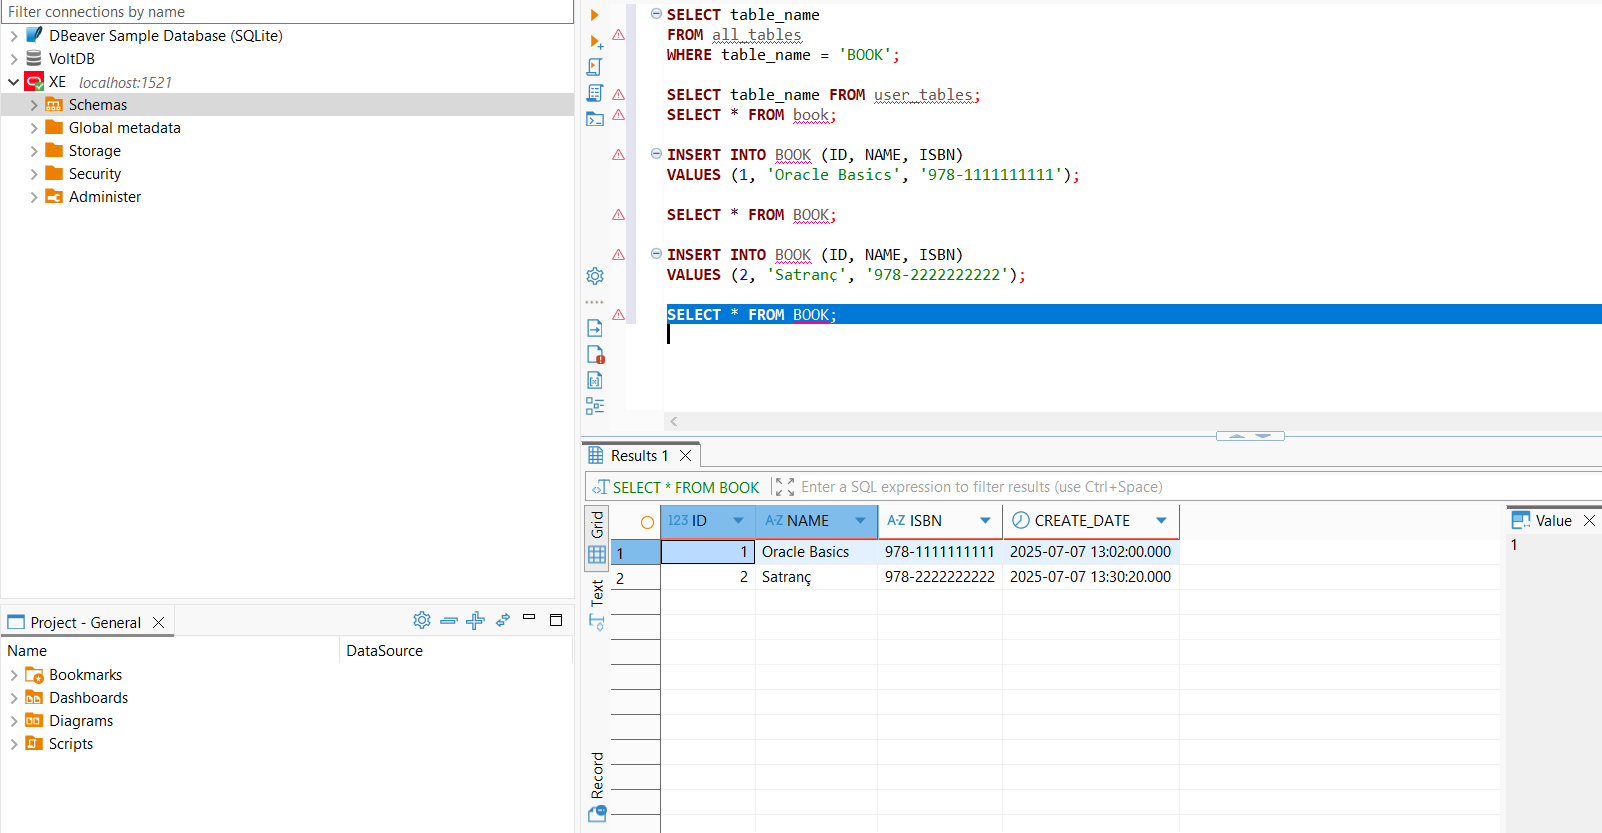 Filter connections by name
DBeaver Sample Database (SQLite)
VoltDB
XE localhost:1521
Schemas
Global metadata
Storage
Security
Administer
SELECT table_name
FROM all_tables
WHERE table_name = 'BOOK';
SELECT table_name FROM user_tables;
SELECT * FROM book;
INSERT INTO BOOK (ID, NAME, ISBN)
VALUES (1, 'Oracle Basics', '978-1111111111');
SELECT * FROM BOOK;
INSERT INTO BOOK (ID, NAME, ISBN)
VALUES (2, 'Satranç', '978-2222222222');
SELECT * FROM BOOK;
Project - General
Name DataSource
Bookmarks
Dashboards
Diagrams
Scripts
Results 1
SELECT * FROM BOOK Enter a SQL expression to filter results (use Ctrl+Space)
Grid
Text
Record
123 ID A-Z NAME A-Z ISBN CREATE_DATE
1 1 Oracle Basics 978-1111111111 2025-07-07 13:02:00.000
2 2 Satranç 978-2222222222 2025-07-07 13:30:20.000
Value
1